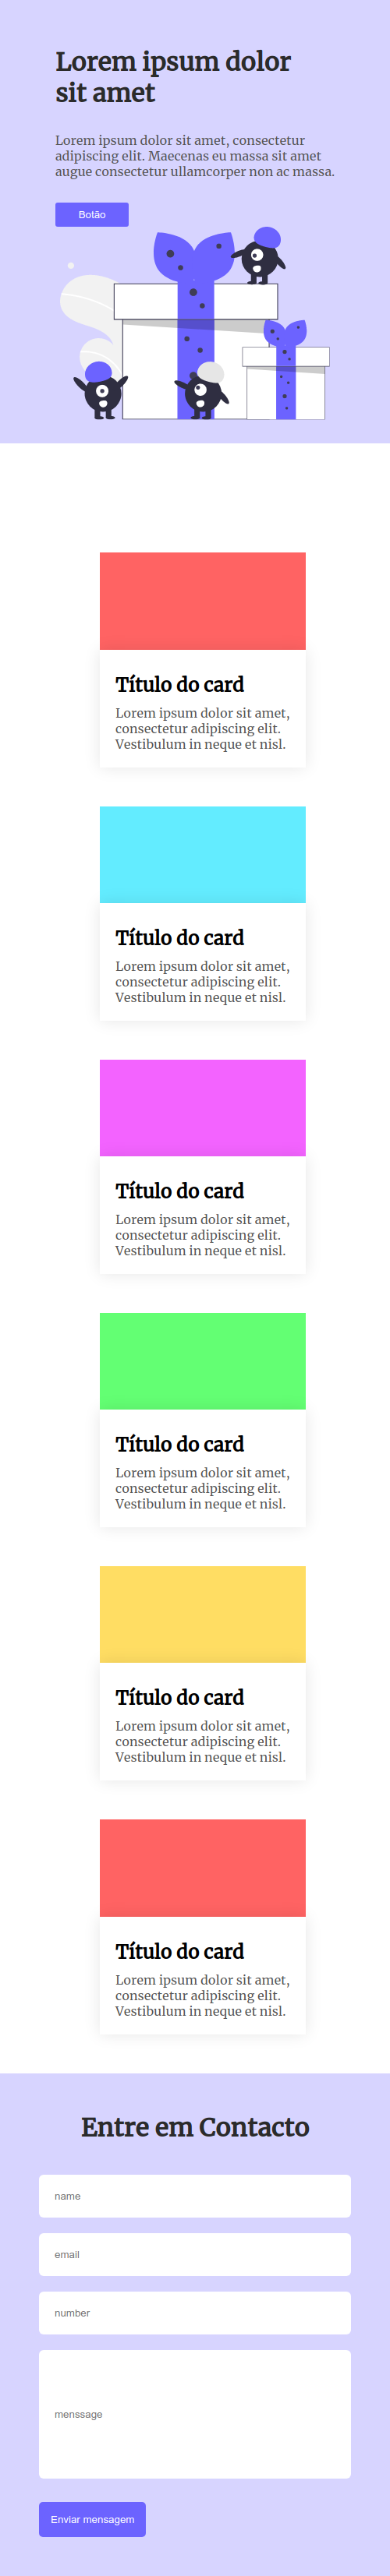 Lorem ipsum dolor
sit amet
Lorem ipsum dolor sit amet, consectetur
adipiscing elit. Maecenas eu massa sit amet
augue consectetur ullamcorper non ac massa.
Botão
Título do card
Lorem ipsum dolor sit amet,
consectetur adipiscing elit.
Vestibulum in neque et nisl.
Título do card
Lorem ipsum dolor sit amet,
consectetur adipiscing elit.
Vestibulum in neque et nisl.
Título do card
Lorem ipsum dolor sit amet,
consectetur adipiscing elit.
Vestibulum in neque et nisl.
Título do card
Lorem ipsum dolor sit amet,
consectetur adipiscing elit.
Vestibulum in neque et nisl.
Título do card
Lorem ipsum dolor sit amet,
consectetur adipiscing elit.
Vestibulum in neque et nisl.
Título do card
Lorem ipsum dolor sit amet,
consectetur adipiscing elit.
Vestibulum in neque et nisl.
Entre em Contacto
name
email
number
menssage
Enviar mensagem